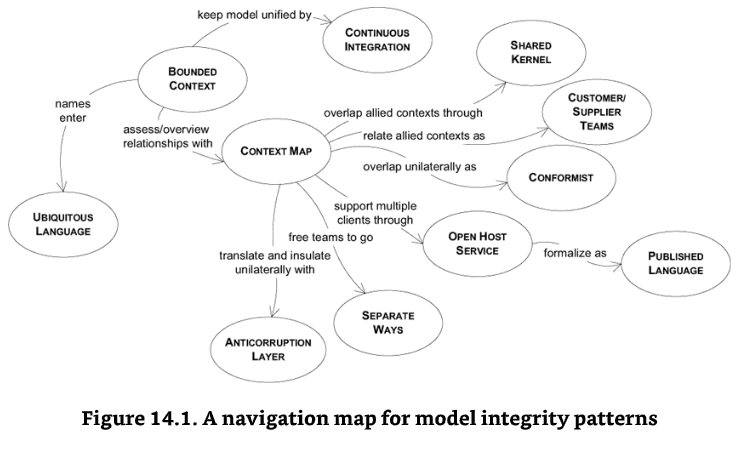 keep model unified by
CONTINUOUS
INTEGRATION
SHARED
KERNEL
BOUNDED
CONTEXT
names
enter
assess/overview
relationships with
CONTEXT MAP
overlap allied contexts through
CUSTOMER/
SUPPLIER
TEAMS
relate allied contexts as
overlap unilaterally as
CONFORMIST
UBIQUITOUS
LANGUAGE
support multiple
clients through
free teams to go
OPEN HOST
SERVICE
formalize as
PUBLISHED
LANGUAGE
translate and insulate
unilaterally with
SEPARATE
WAYS
ANTICORRUPTION
LAYER
Figure 14.1. A navigation map for model integrity patterns